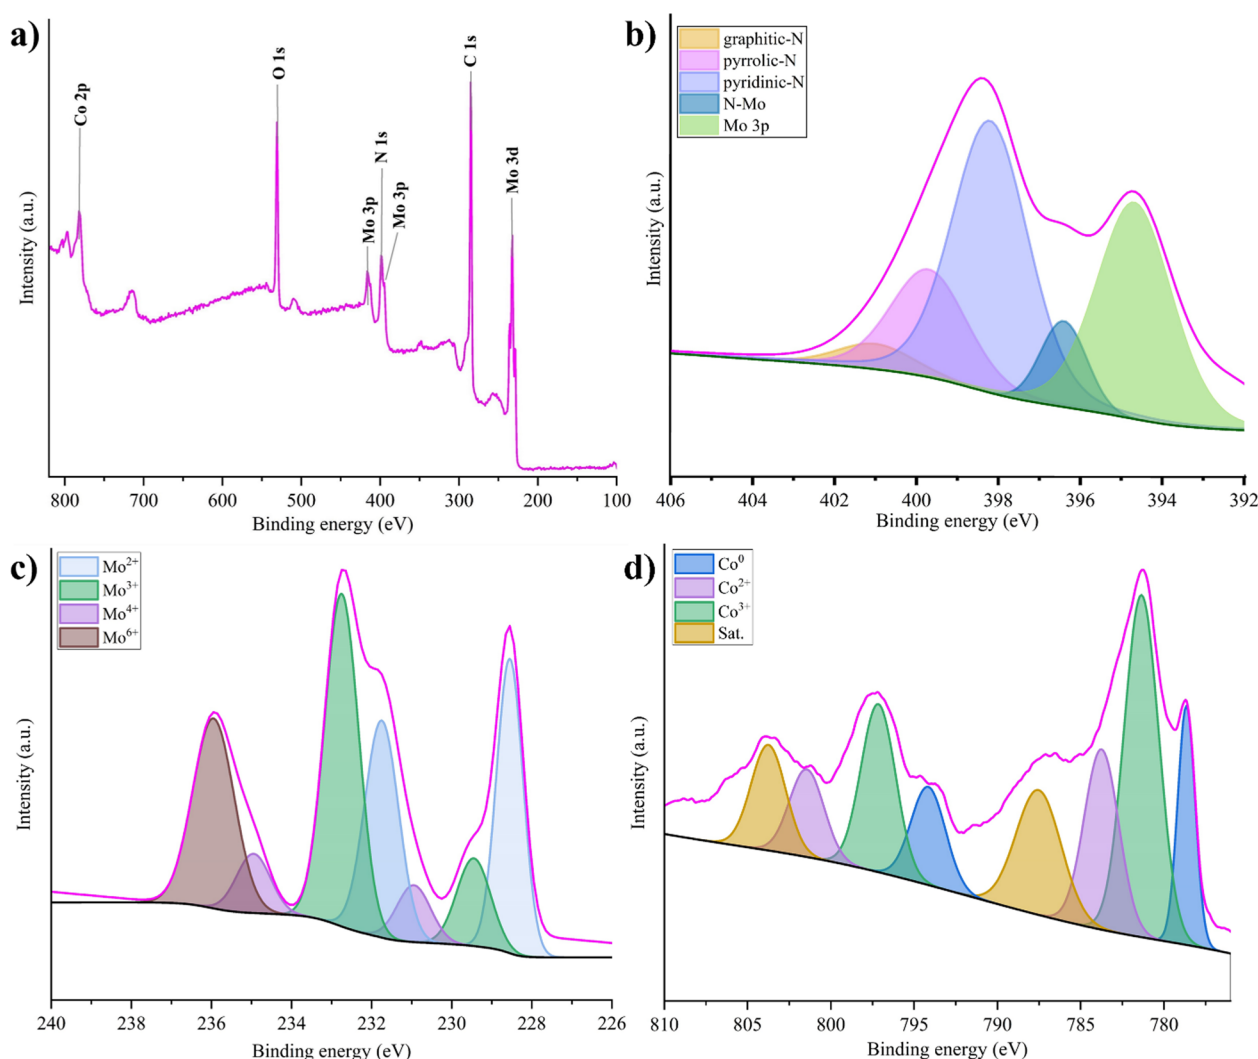 a)
Co 2p
O 1s
Mo 3p
N 1s
Mo 3p
C 1s
Mo 3d
Intensity (a.u.)
800 700 600 500 400 300 200 100
Binding energy (eV)
b)
graphitic-N
pyrrolic-N
pyridinic-N
N-Mo
Mo 3p
Intensity (a.u.)
406 404 402 400 398 396 394 392
Binding energy (eV)
c)
Mo²⁺
Mo³⁺
Mo⁴⁺
Mo⁶⁺
Intensity (a.u.)
240 238 236 234 232 230 228 226
Binding energy (eV)
d)
Co⁰
Co²⁺
Co³⁺
Sat.
Intensity (a.u.)
810 805 800 795 790 785 780
Binding energy (eV)